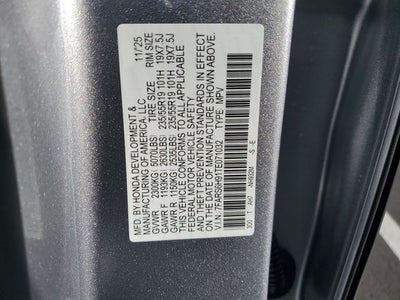 MFD. BY HONDA DEVELOPMENT & 11/25
MANUFACTURING OF AMERICA, LLC
TIRE SIZE RIM SIZE
GVWR 2300KG( 5070LBS)
GAWR F 1193KG( 2630LBS) 235/55R19 101H 19X7.5J
GAWR R 1150KG( 2535LBS) 235/55R19 101H 19X7.5J
THIS VEHICLE CONFORMS TO ALL APPLICABLE
FEDERAL MOTOR VEHICLE SAFETY
AND THEFT PREVENTION STANDARDS IN EFFECT
ON THE DATE OF MANUFACTURE SHOWN ABOVE.
V.I.N: TYPE: MPV